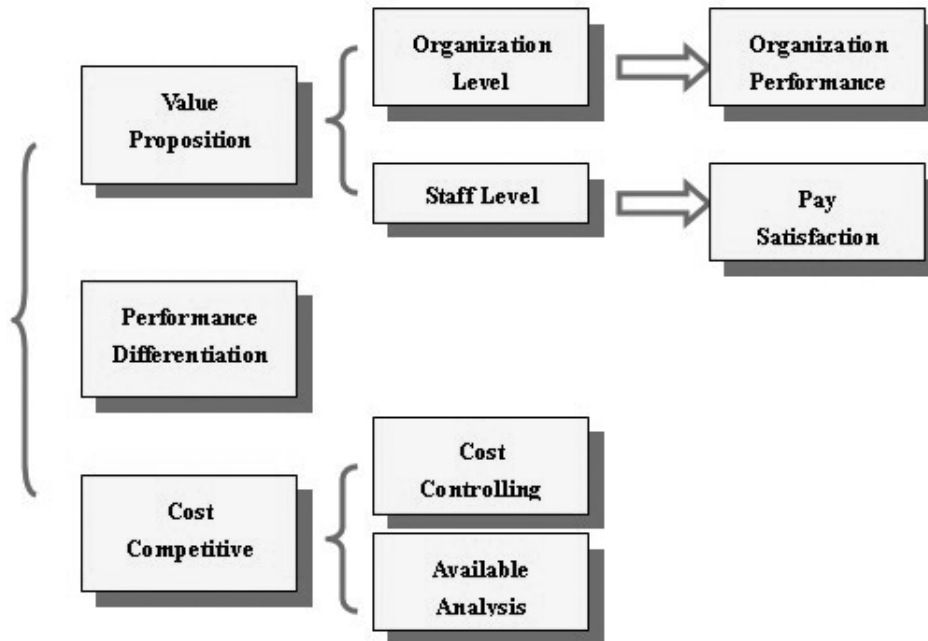 Value
Proposition
Organization
Level
Organization
Performance
Staff Level
Pay
Satisfaction
Performance
Differentiation
Cost
Competitive
Cost
Controlling
Available
Analysis